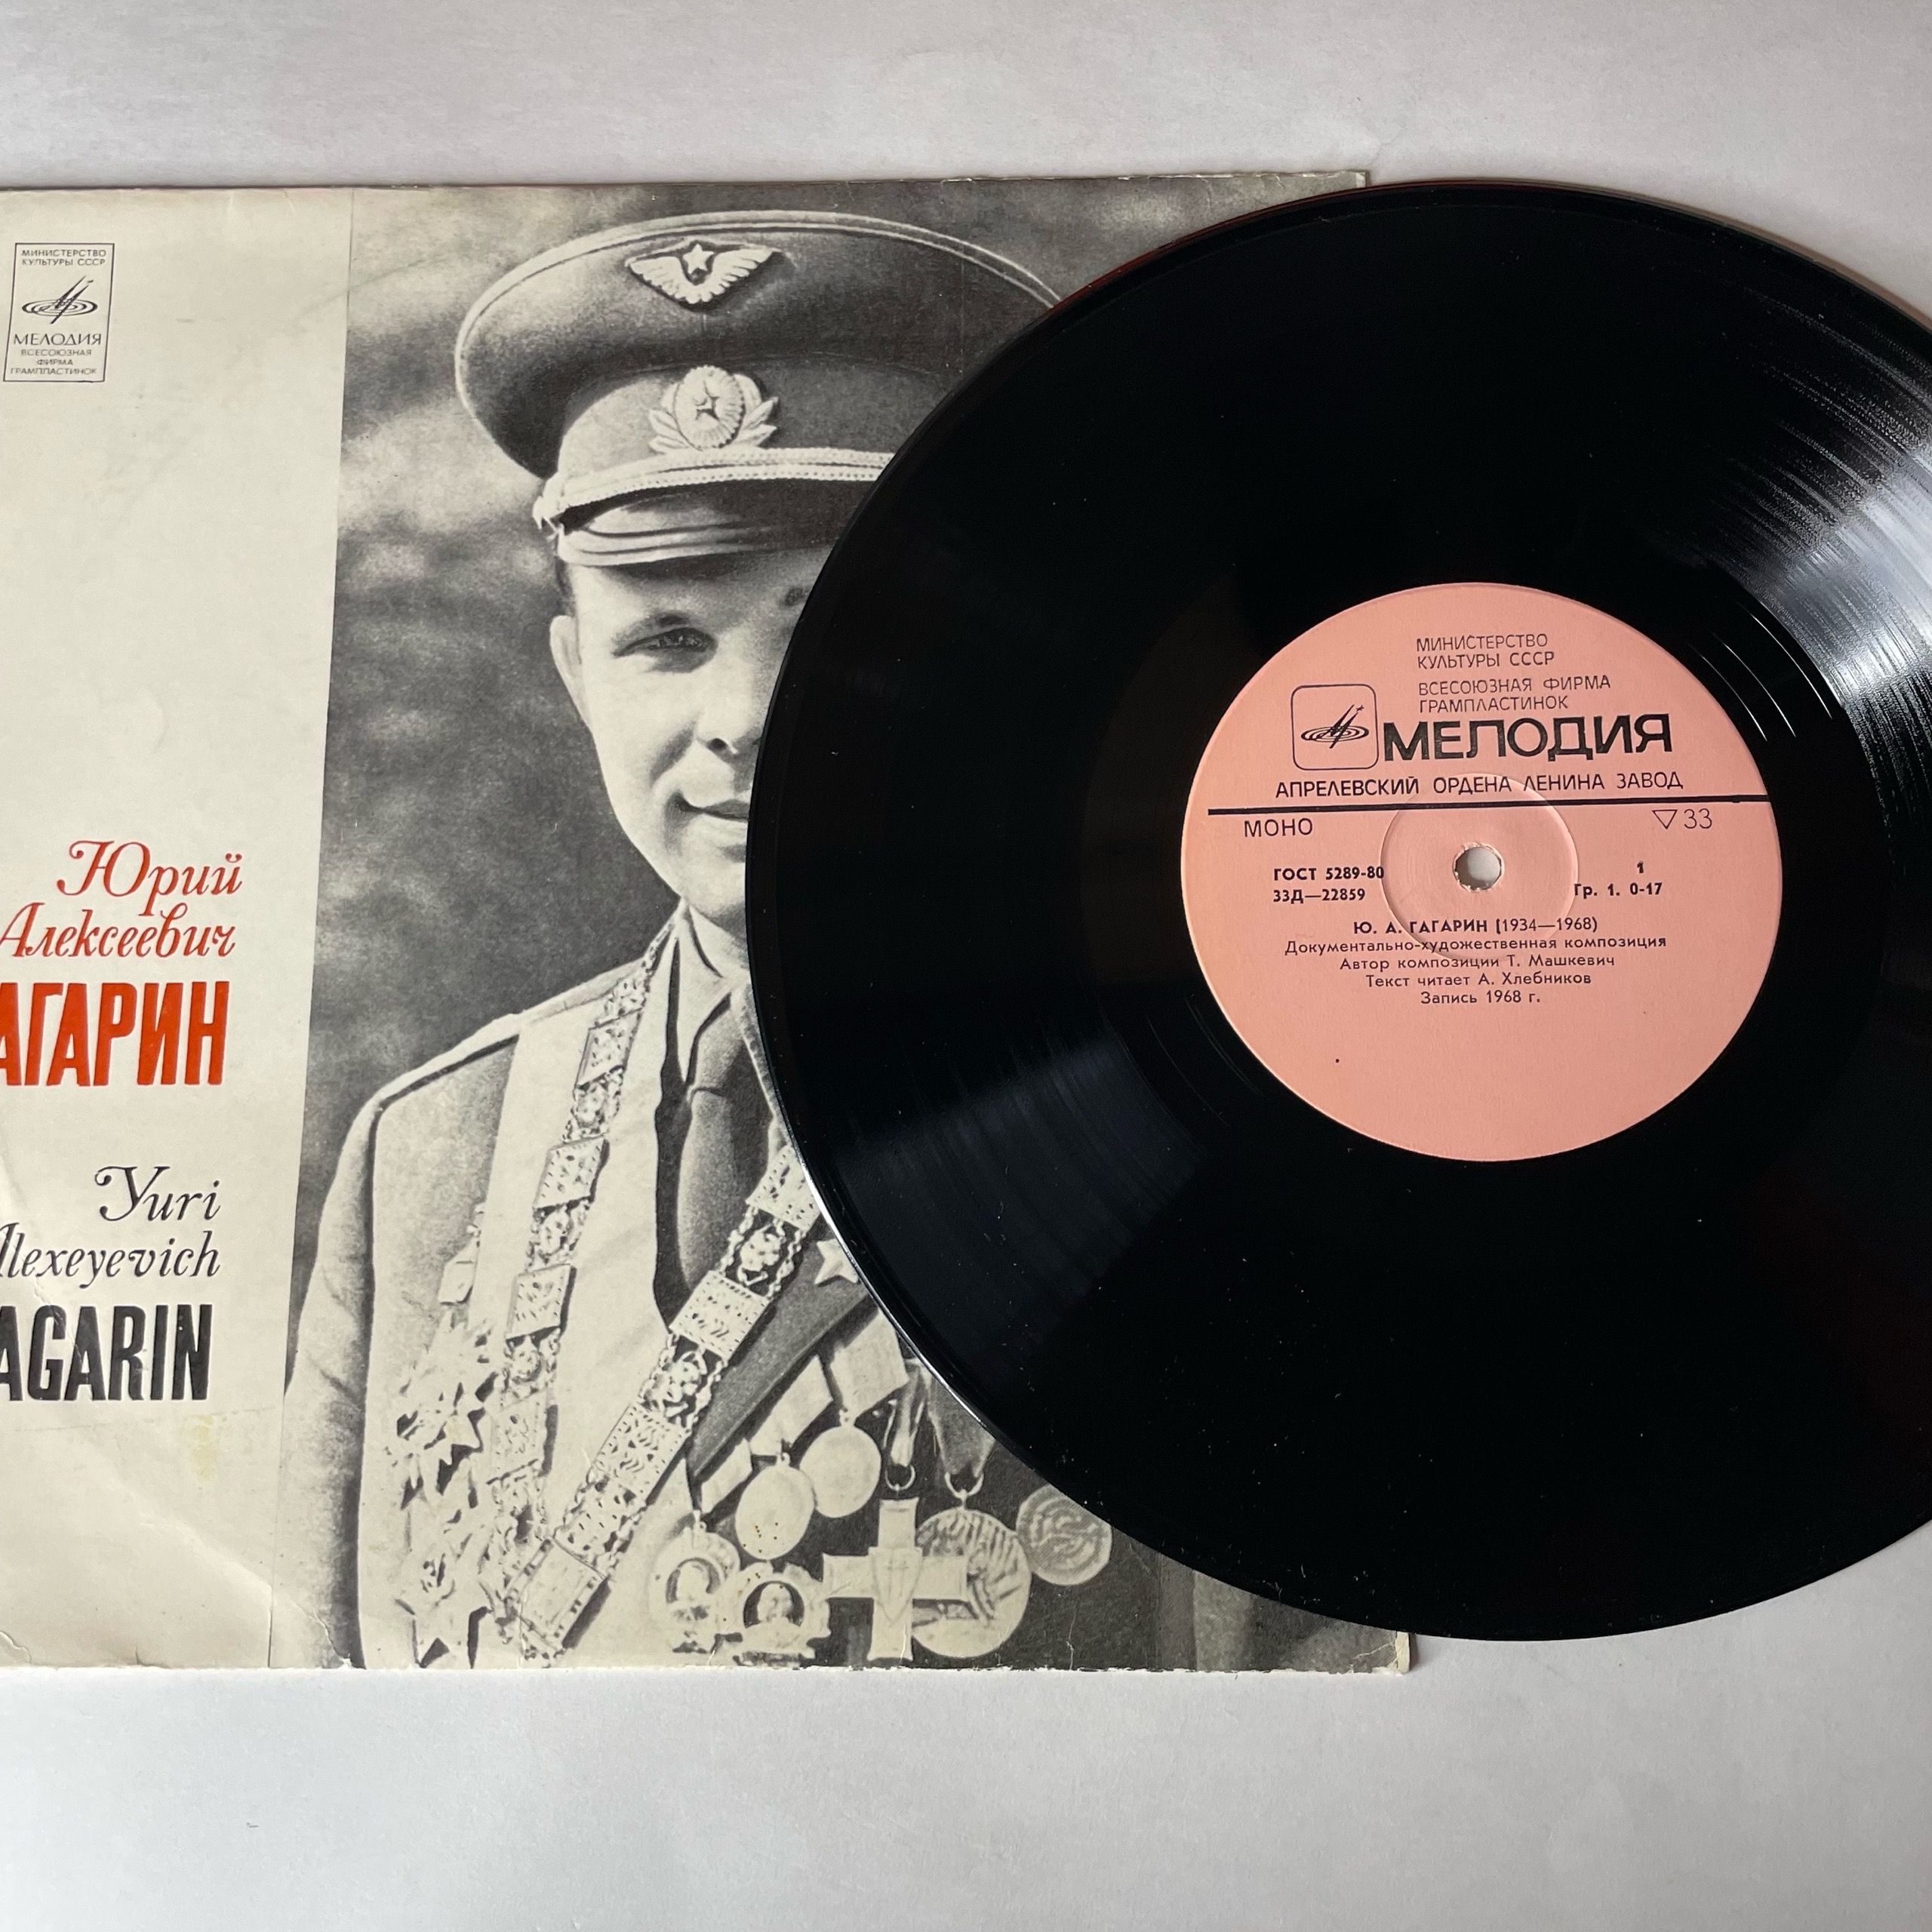 МИНИСТЕРСТВО
КУЛЬТУРЫ СССР
МЕЛОДИЯ
ВСЕСОЮЗНАЯ
ФИРМА
ГРАМПЛАСТИНОК
Юрий
Алексеевич
АГАРИН
Yuri
Alexeyevich
AGARIN
МИНИСТЕРСТВО
КУЛЬТУРЫ СССР
ВСЕСОЮЗНАЯ ФИРМА
ГРАМПЛАСТИНОК
МЕЛОДИЯ
АПРЕЛЕВСКИЙ ОРДЕНА ЛЕНИНА ЗАВОД
МОНО ▽33
ГОСТ 5289-80 1
33Д—22859 Гр. 1. 0-17
Ю. А. ГАГАРИН (1934—1968)
Документально-художественная композиция
Автор композиции Т. Машкевич
Текст читает А. Хлебников
Запись 1968 г.